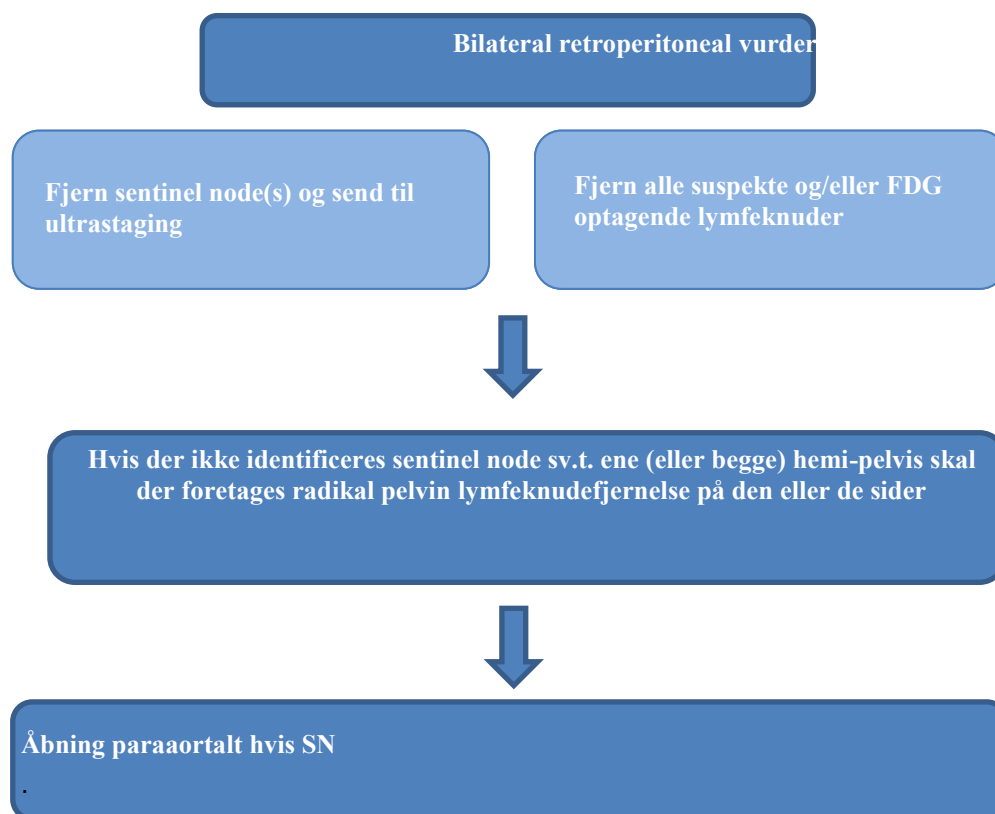 Bilateral retroperitoneal vurder
Fjern sentinel node(s) og send til
ultrastaging
Fjern alle suspekte og/eller FDG
optagende lymfeknuder
Hvis der ikke identificeres sentinel node sv.t. ene (eller begge) hemi-pelvis skal
der foretages radikal pelvin lymfeknudefjernelse på den eller de sider
Åbning paraaortalt hvis SN
.